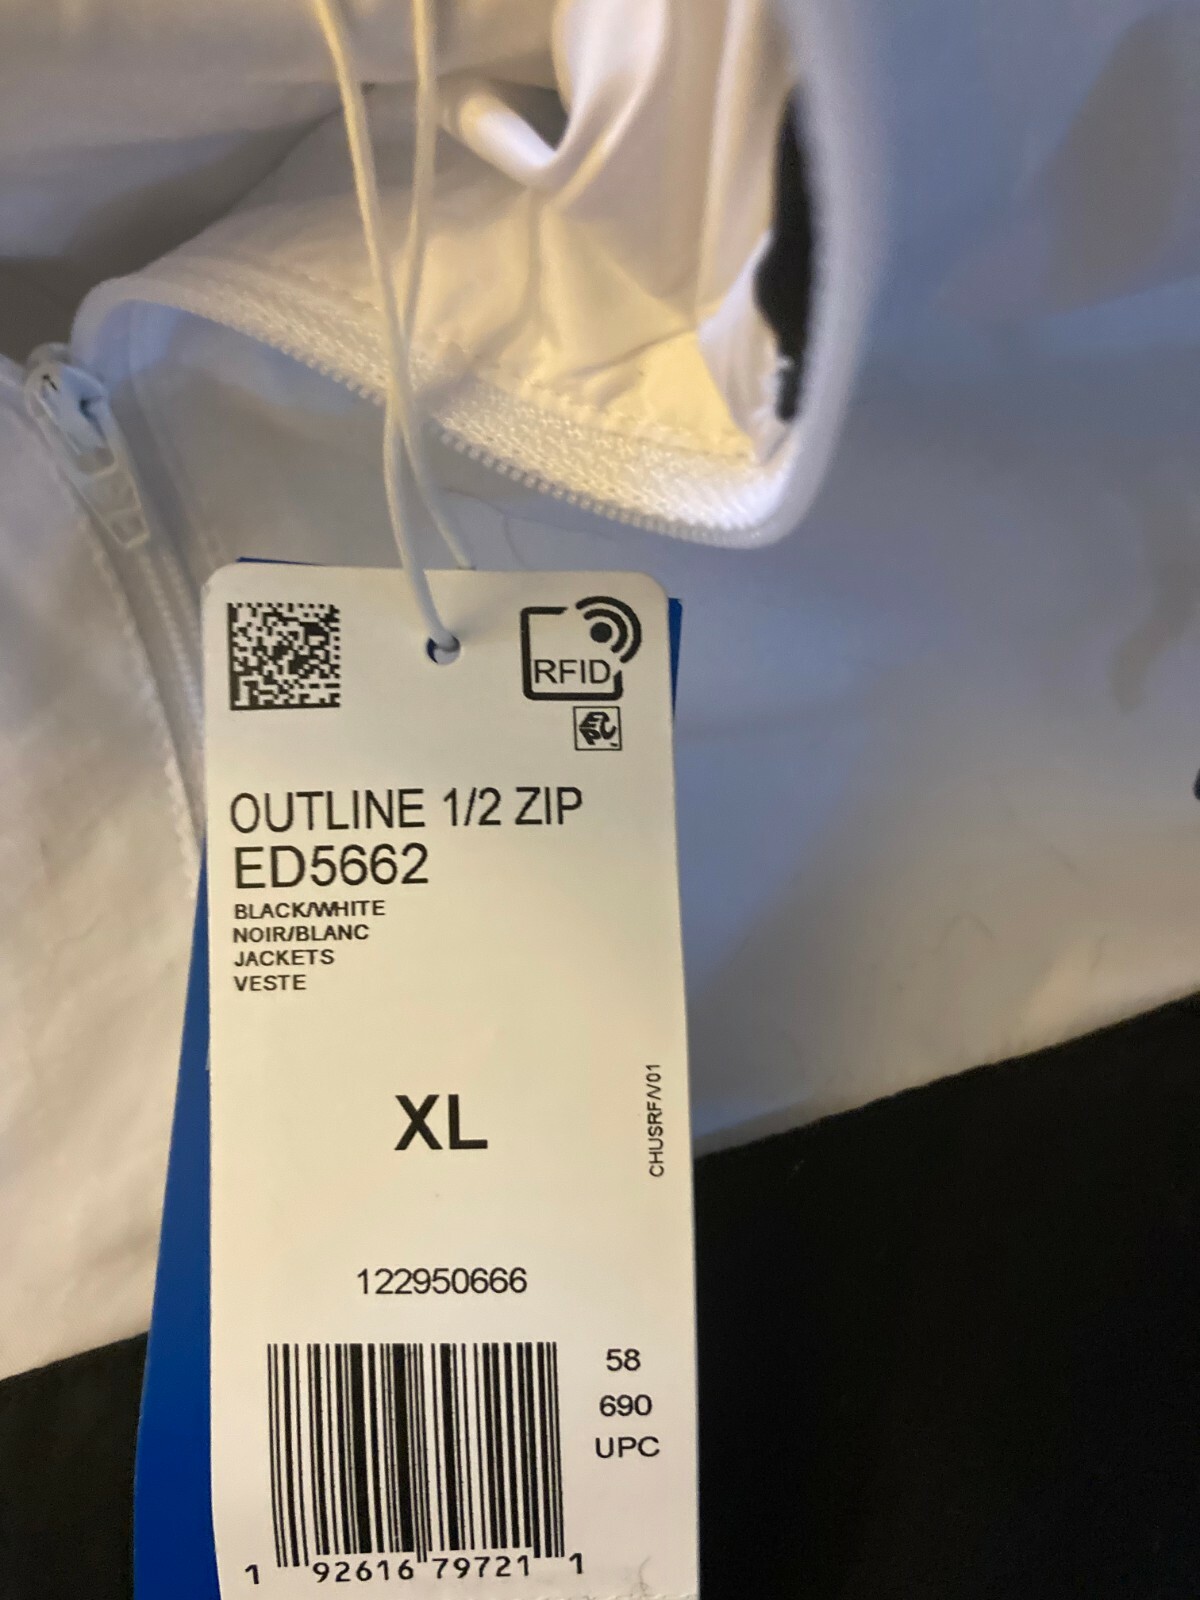 RFID
EPC
OUTLINE 1/2 ZIP
ED5662
BLACK/WHITE
NOIR/BLANC
JACKETS
VESTE
XL
CHUSRF/V01
122950666
58
690
UPC
1 92616 79721 1